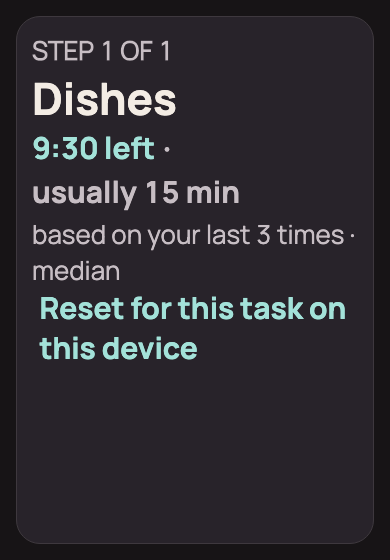 STEP 1 OF 1
Dishes
9:30 left ·
usually 15 min
based on your last 3 times ·
median
Reset for this task on
this device